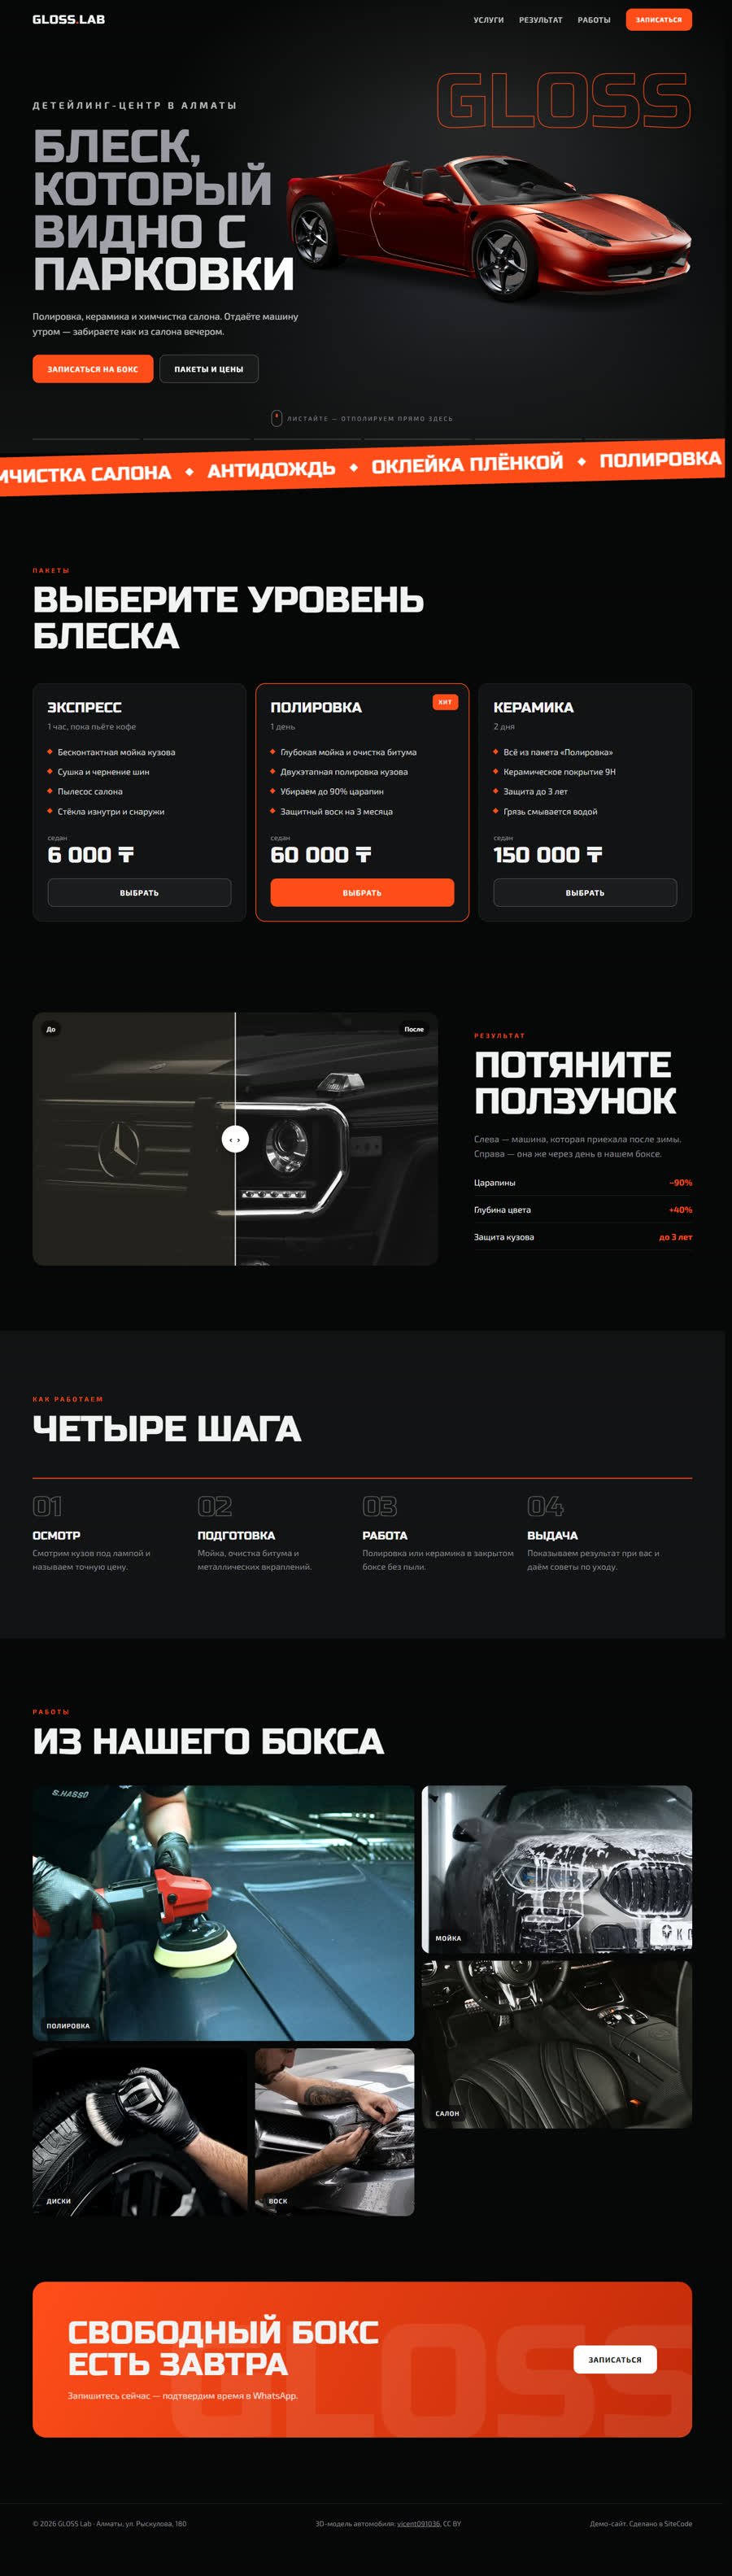 GLOSS.LAB
УСЛУГИ
РЕЗУЛЬТАТ
РАБОТЫ
ЗАПИСАТЬСЯ
GLOSS
ДЕТЕЙЛИНГ-ЦЕНТР В АЛМАТЫ
БЛЕСК,
КОТОРЫЙ
ВИДНО С
ПАРКОВКИ
Полировка, керамика и химчистка салона. Отдаёте машину
утром — забираете как из салона вечером.
ЗАПИСАТЬСЯ НА БОКС
ПАКЕТЫ И ЦЕНЫ
ЛИСТАЙТЕ — ОТПОЛИРУЕМ ПРЯМО ЗДЕСЬ
МЧИСТКА САЛОНА ◆ АНТИДОЖДЬ ◆ ОКЛЕЙКА ПЛЁНКОЙ ◆ ПОЛИРОВКА
ПАКЕТЫ
ВЫБЕРИТЕ УРОВЕНЬ
БЛЕСКА
ЭКСПРЕСС
1 час, пока пьёте кофе
Бесконтактная мойка кузова
Сушка и чернение шин
Пылесос салона
Стёкла изнутри и снаружи
седан
6 000 ₸
ВЫБРАТЬ
ПОЛИРОВКА
ХИТ
1 день
Глубокая мойка и очистка битума
Двухэтапная полировка кузова
Убираем до 90% царапин
Защитный воск на 3 месяца
седан
60 000 ₸
ВЫБРАТЬ
КЕРАМИКА
2 дня
Всё из пакета «Полировка»
Керамическое покрытие 9H
Защита до 3 лет
Грязь смывается водой
седан
150 000 ₸
ВЫБРАТЬ
До
После
РЕЗУЛЬТАТ
ПОТЯНИТЕ
ПОЛЗУНОК
Слева — машина, которая приехала после зимы.
Справа — она же через день в нашем боксе.
Царапины −90%
Глубина цвета +40%
Защита кузова до 3 лет
КАК РАБОТАЕМ
ЧЕТЫРЕ ШАГА
01
ОСМОТР
Смотрим кузов под лампой и
называем точную цену.
02
ПОДГОТОВКА
Мойка, очистка битума и
металлических вкраплений.
03
РАБОТА
Полировка или керамика в закрытом
боксе без пыли.
04
ВЫДАЧА
Показываем результат при вас и
даём советы по уходу.
РАБОТЫ
ИЗ НАШЕГО БОКСА
S.HASSO
ПОЛИРОВКА
МОЙКА
САЛОН
ДИСКИ
ВОСК
GLOSS
СВОБОДНЫЙ БОКС
ЕСТЬ ЗАВТРА
Запишитесь сейчас — подтвердим время в WhatsApp.
ЗАПИСАТЬСЯ
© 2026 GLOSS Lab · Алматы, ул. Рыскулова, 180
3D-модель автомобиля: vicent091036, CC BY
Демо-сайт. Сделано в SiteCode